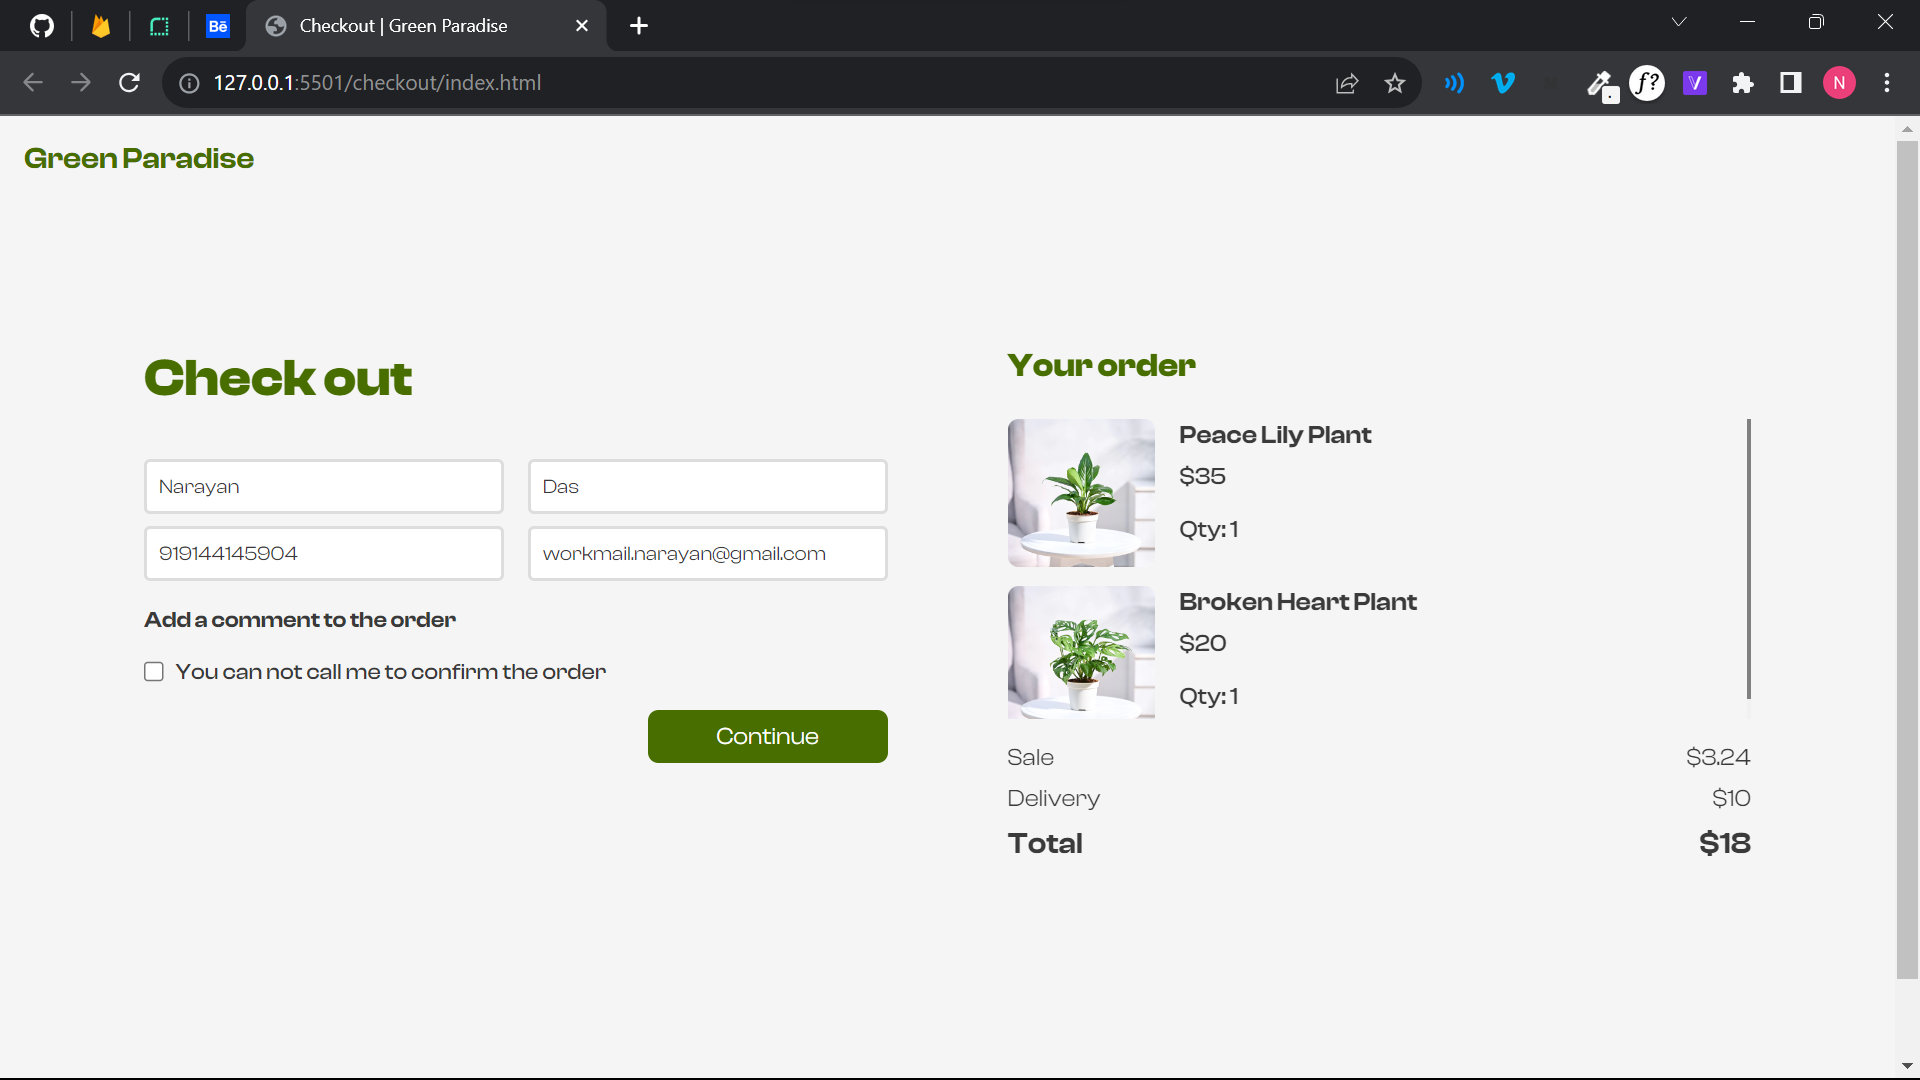 Bē
Checkout | Green Paradise
127.0.0.1:5501/checkout/index.html
f?
V
N
Green Paradise
Check out
Narayan
Das
919144145904
workmail.narayan@gmail.com
Add a comment to the order
You can not call me to confirm the order
Continue
Your order
Peace Lily Plant
$35
Qty: 1
Broken Heart Plant
$20
Qty: 1
Sale $3.24
Delivery $10
Total $18